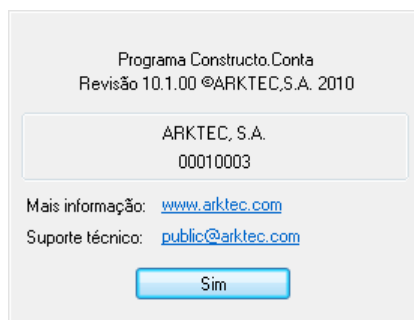 Programa Constructo.Conta
Revisão 10.1.00 ©ARKTEC,S.A. 2010
ARKTEC, S.A.
00010003
Mais informação: www.arktec.com
Suporte técnico: public@arktec.com
Sim